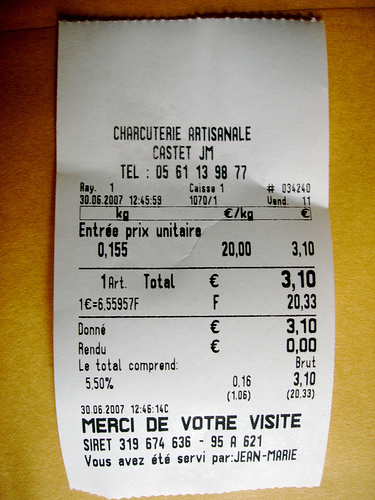 CHARCUTERIE ARTISANALE
CASTET JM
TEL : 05 61 13 98 77
Ray. 1 Caisse 1 # 034240
30.06.2007 12:45:59 1070/1 Vend. 11
kg €/kg €
Entrée prix unitaire
0,155 20,00 3,10
1 Art. Total € 3,10
1€=6,55957F F 20,33
Donné € 3,10
Rendu € 0,00
Le total comprend: Brut
5,50% 0,16 3,10
(1,06) (20,33)
30.06.2007 12:46:14C
MERCI DE VOTRE VISITE
SIRET 319 674 636 - 95 A 621
Vous avez été servi par:JEAN-MARIE